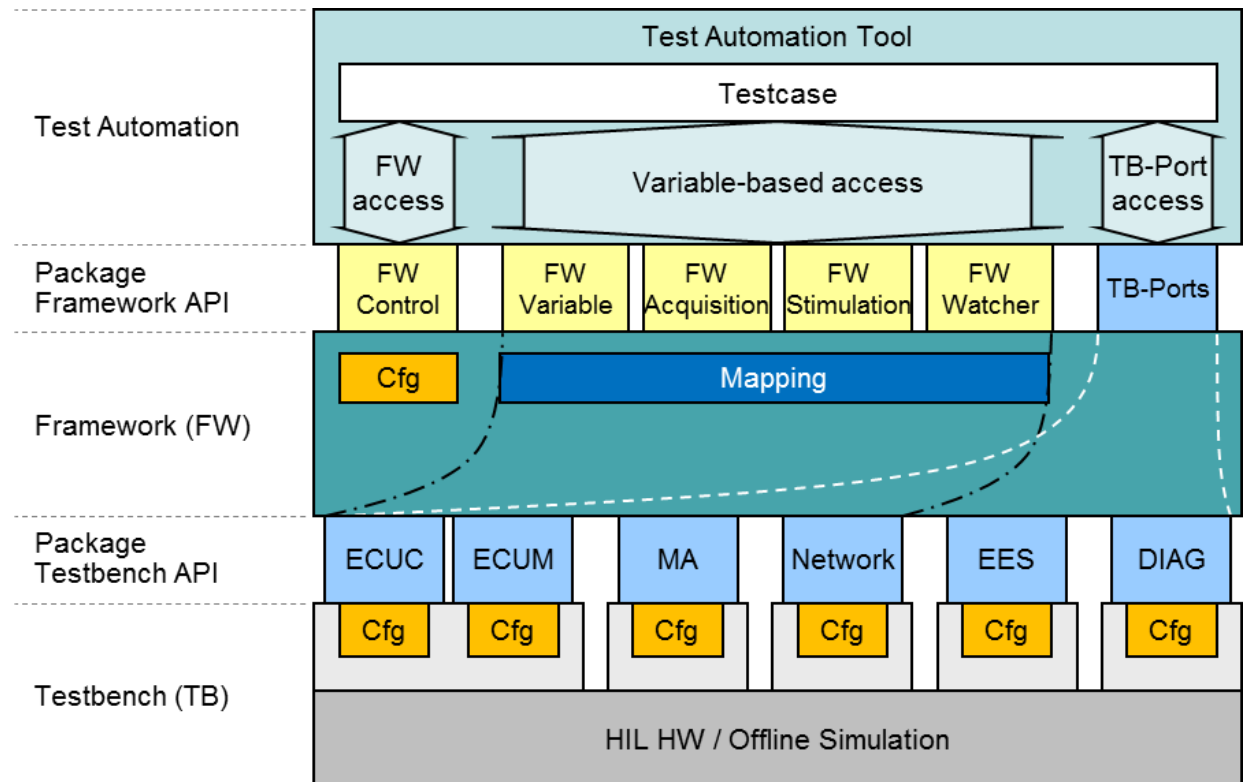 Test Automation Tool
Testcase
Test Automation
FW
access
Variable-based access
TB-Port
access
Package
Framework API
FW
Control
FW
Variable
FW
Acquisition
FW
Stimulation
FW
Watcher
TB-Ports
Cfg
Mapping
Framework (FW)
Package
Testbench API
ECUC
ECUM
MA
Network
EES
DIAG
Cfg
Cfg
Cfg
Cfg
Cfg
Cfg
Testbench (TB)
HIL HW / Offline Simulation